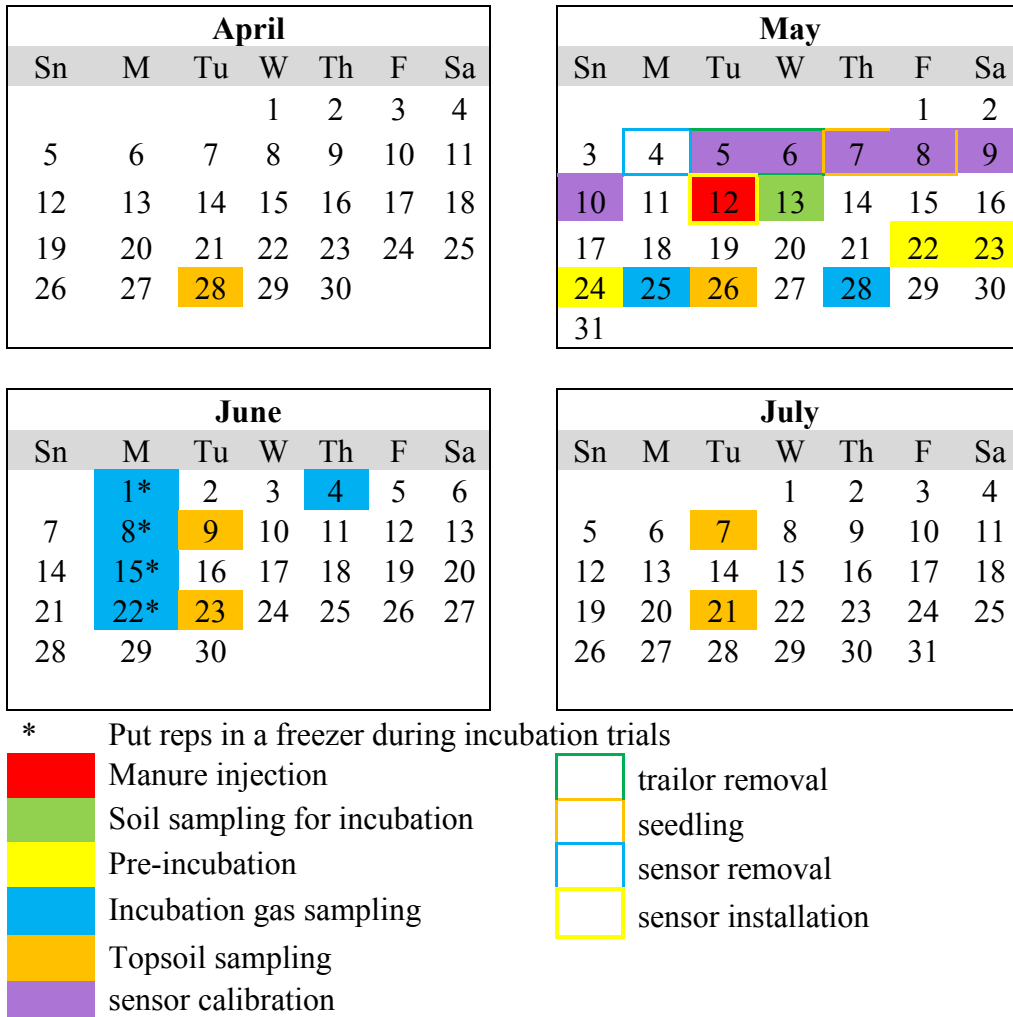 April
Sn M Tu W Th F Sa
1 2 3 4
5 6 7 8 9 10 11
12 13 14 15 16 17 18
19 20 21 22 23 24 25
26 27 28 29 30
May
Sn M Tu W Th F Sa
1 2
3 4 5 6 7 8 9
10 11 12 13 14 15 16
17 18 19 20 21 22 23
24 25 26 27 28 29 30
31
June
Sn M Tu W Th F Sa
1* 2 3 4 5 6
7 8* 9 10 11 12 13
14 15* 16 17 18 19 20
21 22* 23 24 25 26 27
28 29 30
July
Sn M Tu W Th F Sa
1 2 3 4
5 6 7 8 9 10 11
12 13 14 15 16 17 18
19 20 21 22 23 24 25
26 27 28 29 30 31
* Put reps in a freezer during incubation trials
Manure injection
Soil sampling for incubation
Pre-incubation
Incubation gas sampling
Topsoil sampling
sensor calibration
trailor removal
seedling
sensor removal
sensor installation